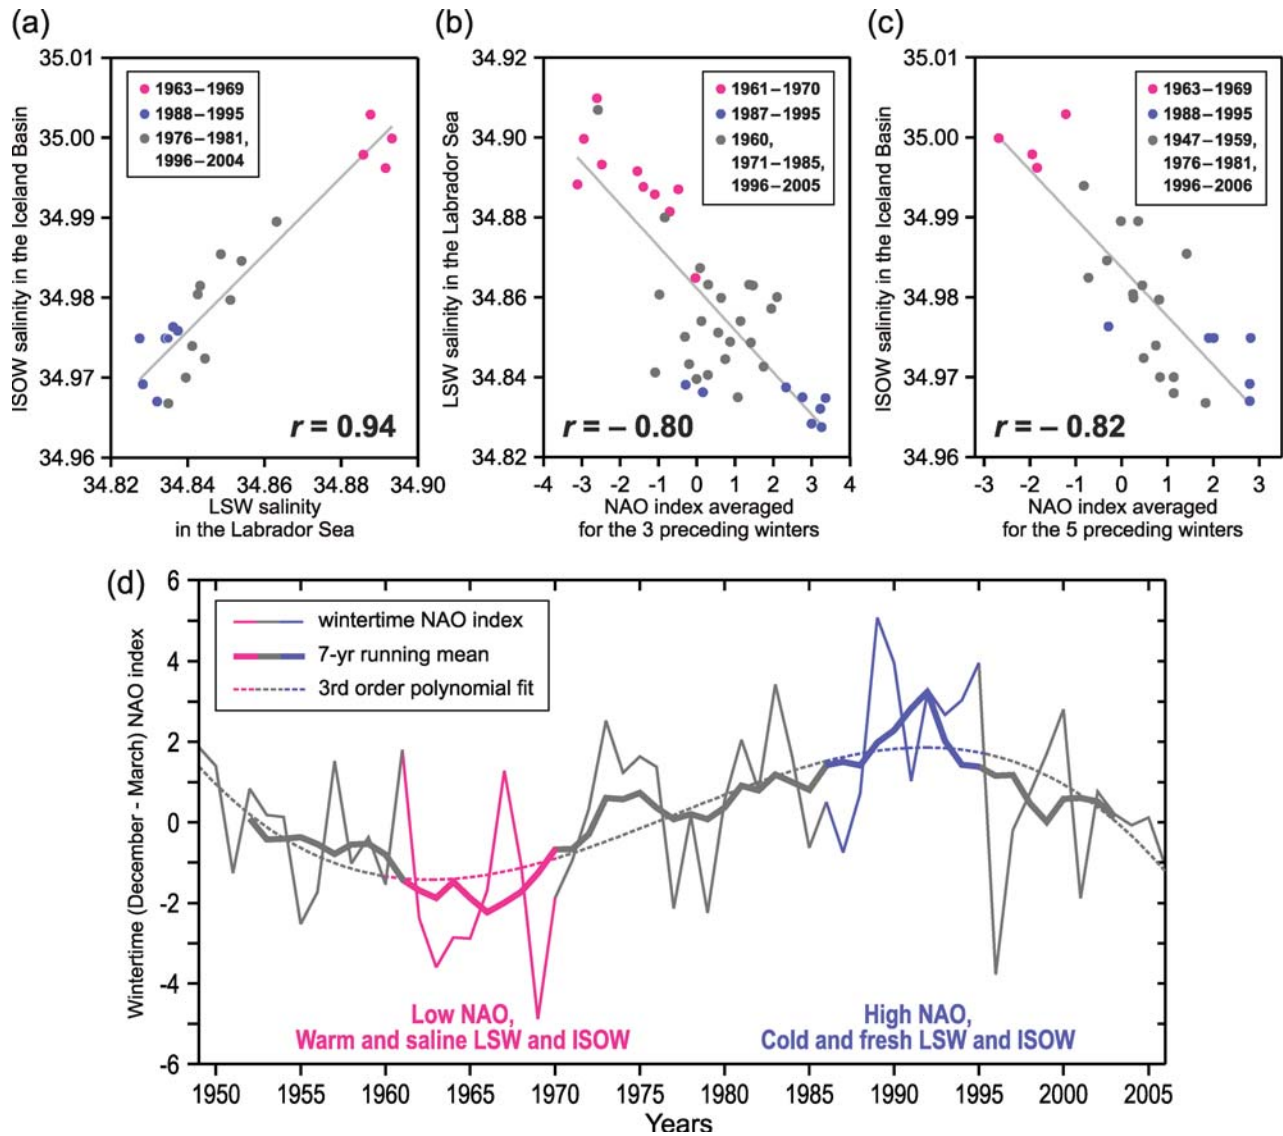 (a)
(b)
(c)
35.01
35.00
34.99
34.98
34.97
34.96
ISOW salinity in the Iceland Basin
1963–1969
1988–1995
1976–1981,
1996–2004
r = 0.94
34.82 34.84 34.86 34.88 34.90
LSW salinity
in the Labrador Sea
34.92
34.90
34.88
34.86
34.84
34.82
LSW salinity in the Labrador Sea
1961–1970
1987–1995
1960,
1971–1985,
1996–2005
r = – 0.80
-4 -3 -2 -1 0 1 2 3 4
NAO index averaged
for the 3 preceding winters
35.01
35.00
34.99
34.98
34.97
34.96
ISOW salinity in the Iceland Basin
1963–1969
1988–1995
1947–1959,
1976–1981,
1996–2006
r = – 0.82
-3 -2 -1 0 1 2 3
NAO index averaged
for the 5 preceding winters
(d)
6
4
2
0
-2
-4
-6
Wintertime (December - March) NAO index
wintertime NAO index
7-yr running mean
3rd order polynomial fit
Low NAO,
Warm and saline LSW and ISOW
High NAO,
Cold and fresh LSW and ISOW
1950 1955 1960 1965 1970 1975 1980 1985 1990 1995 2000 2005
Years